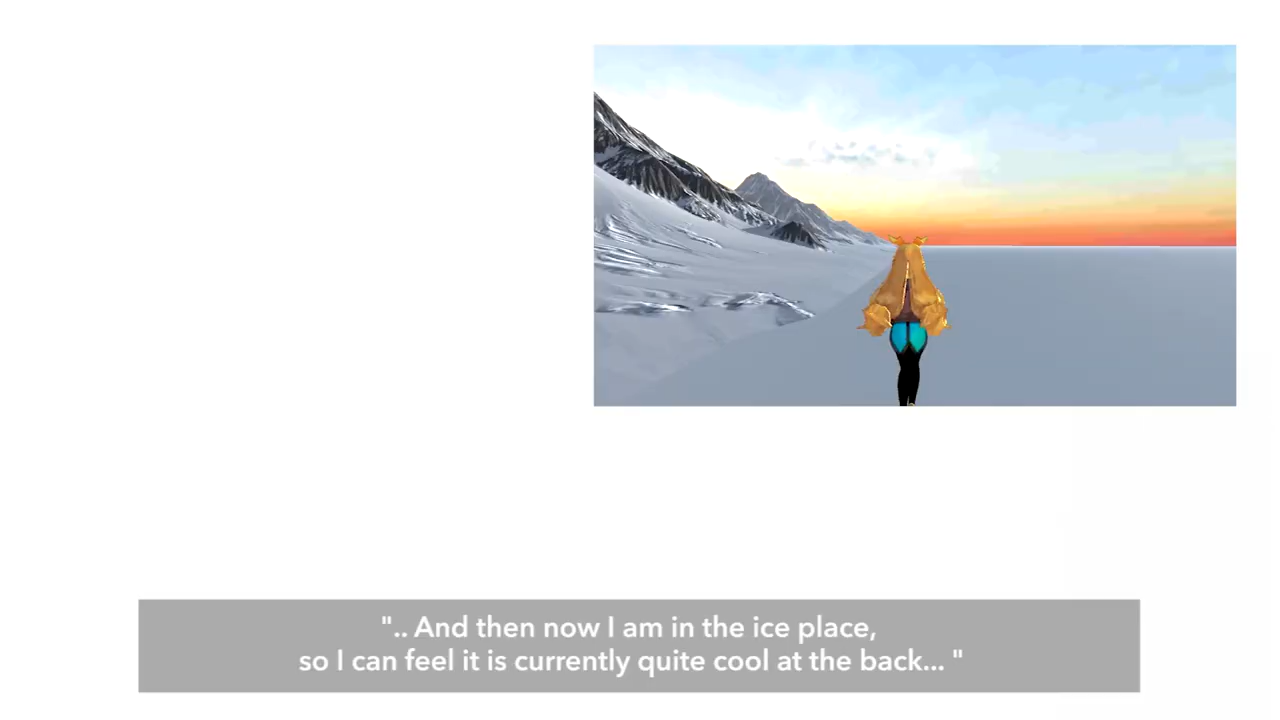 ".. And then now I am in the ice place,
so I can feel it is currently quite cool at the back... "